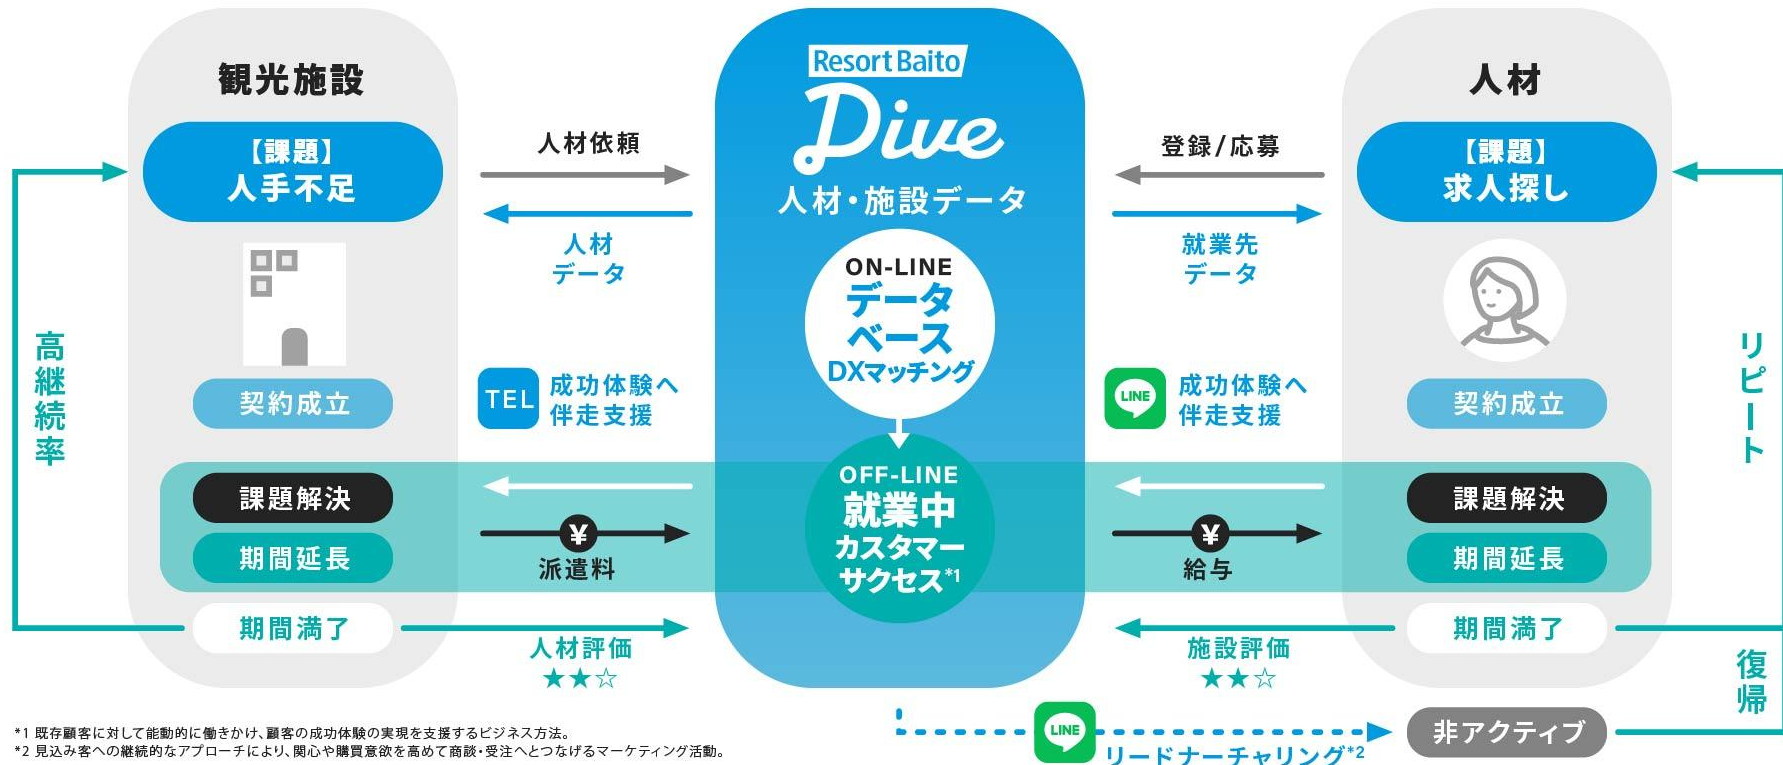 観光施設
【課題】
人手不足
契約成立
課題解決
期間延長
期間満了
高継続率
人材依頼
人材
データ
TEL
成功体験へ
伴走支援
¥
派遣料
人材評価
★★☆
Resort Baito
Dive
人材・施設データ
ON-LINE
データ
ベース
DXマッチング
OFF-LINE
就業中
カスタマー
サクセス*1
登録/応募
就業先
データ
LINE
成功体験へ
伴走支援
¥
給与
施設評価
★★☆
人材
【課題】
求人探し
契約成立
課題解決
期間延長
期間満了
リピート
復帰
LINE
リードナーチャリング*2
非アクティブ
*1 既存顧客に対して能動的に働きかけ、顧客の成功体験の実現を支援するビジネス方法。
*2 見込み客への継続的なアプローチにより、関心や購買意欲を高めて商談・受注へとつなげるマーケティング活動。